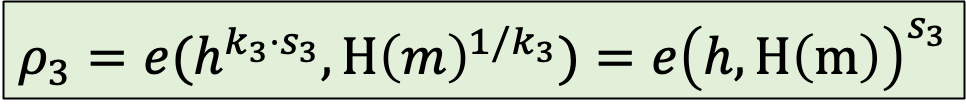 ρ₃ = e(h^{k₃·s₃}, H(m)^{1/k₃}) = e(h, H(m))^{s₃}